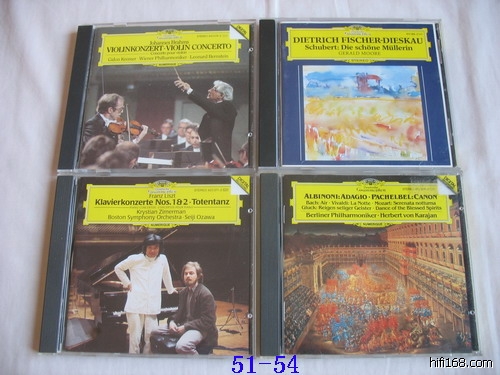 Johannes Brahms
VIOLINKONZERT · VIOLIN CONCERTO
Gidon Kremer · Wiener Philharmoniker · Leonard Bernstein
DIETRICH FISCHER-DIESKAU
Schubert: Die schöne Müllerin
GERALD MOORE
Franz Liszt
Klavierkonzerte Nos. 1 & 2 · Totentanz
Krystian Zimerman
Boston Symphony Orchestra · Seiji Ozawa
ALBINONI: ADAGIO · PACHELBEL: CANON
Bach: Air · Vivaldi: La Notte · Mozart: Serenata notturna
Gluck: Reigen seliger Geister · Dance of the Blessed Spirits
Berliner Philharmoniker · Herbert von Karajan
51-54
hifi168.com